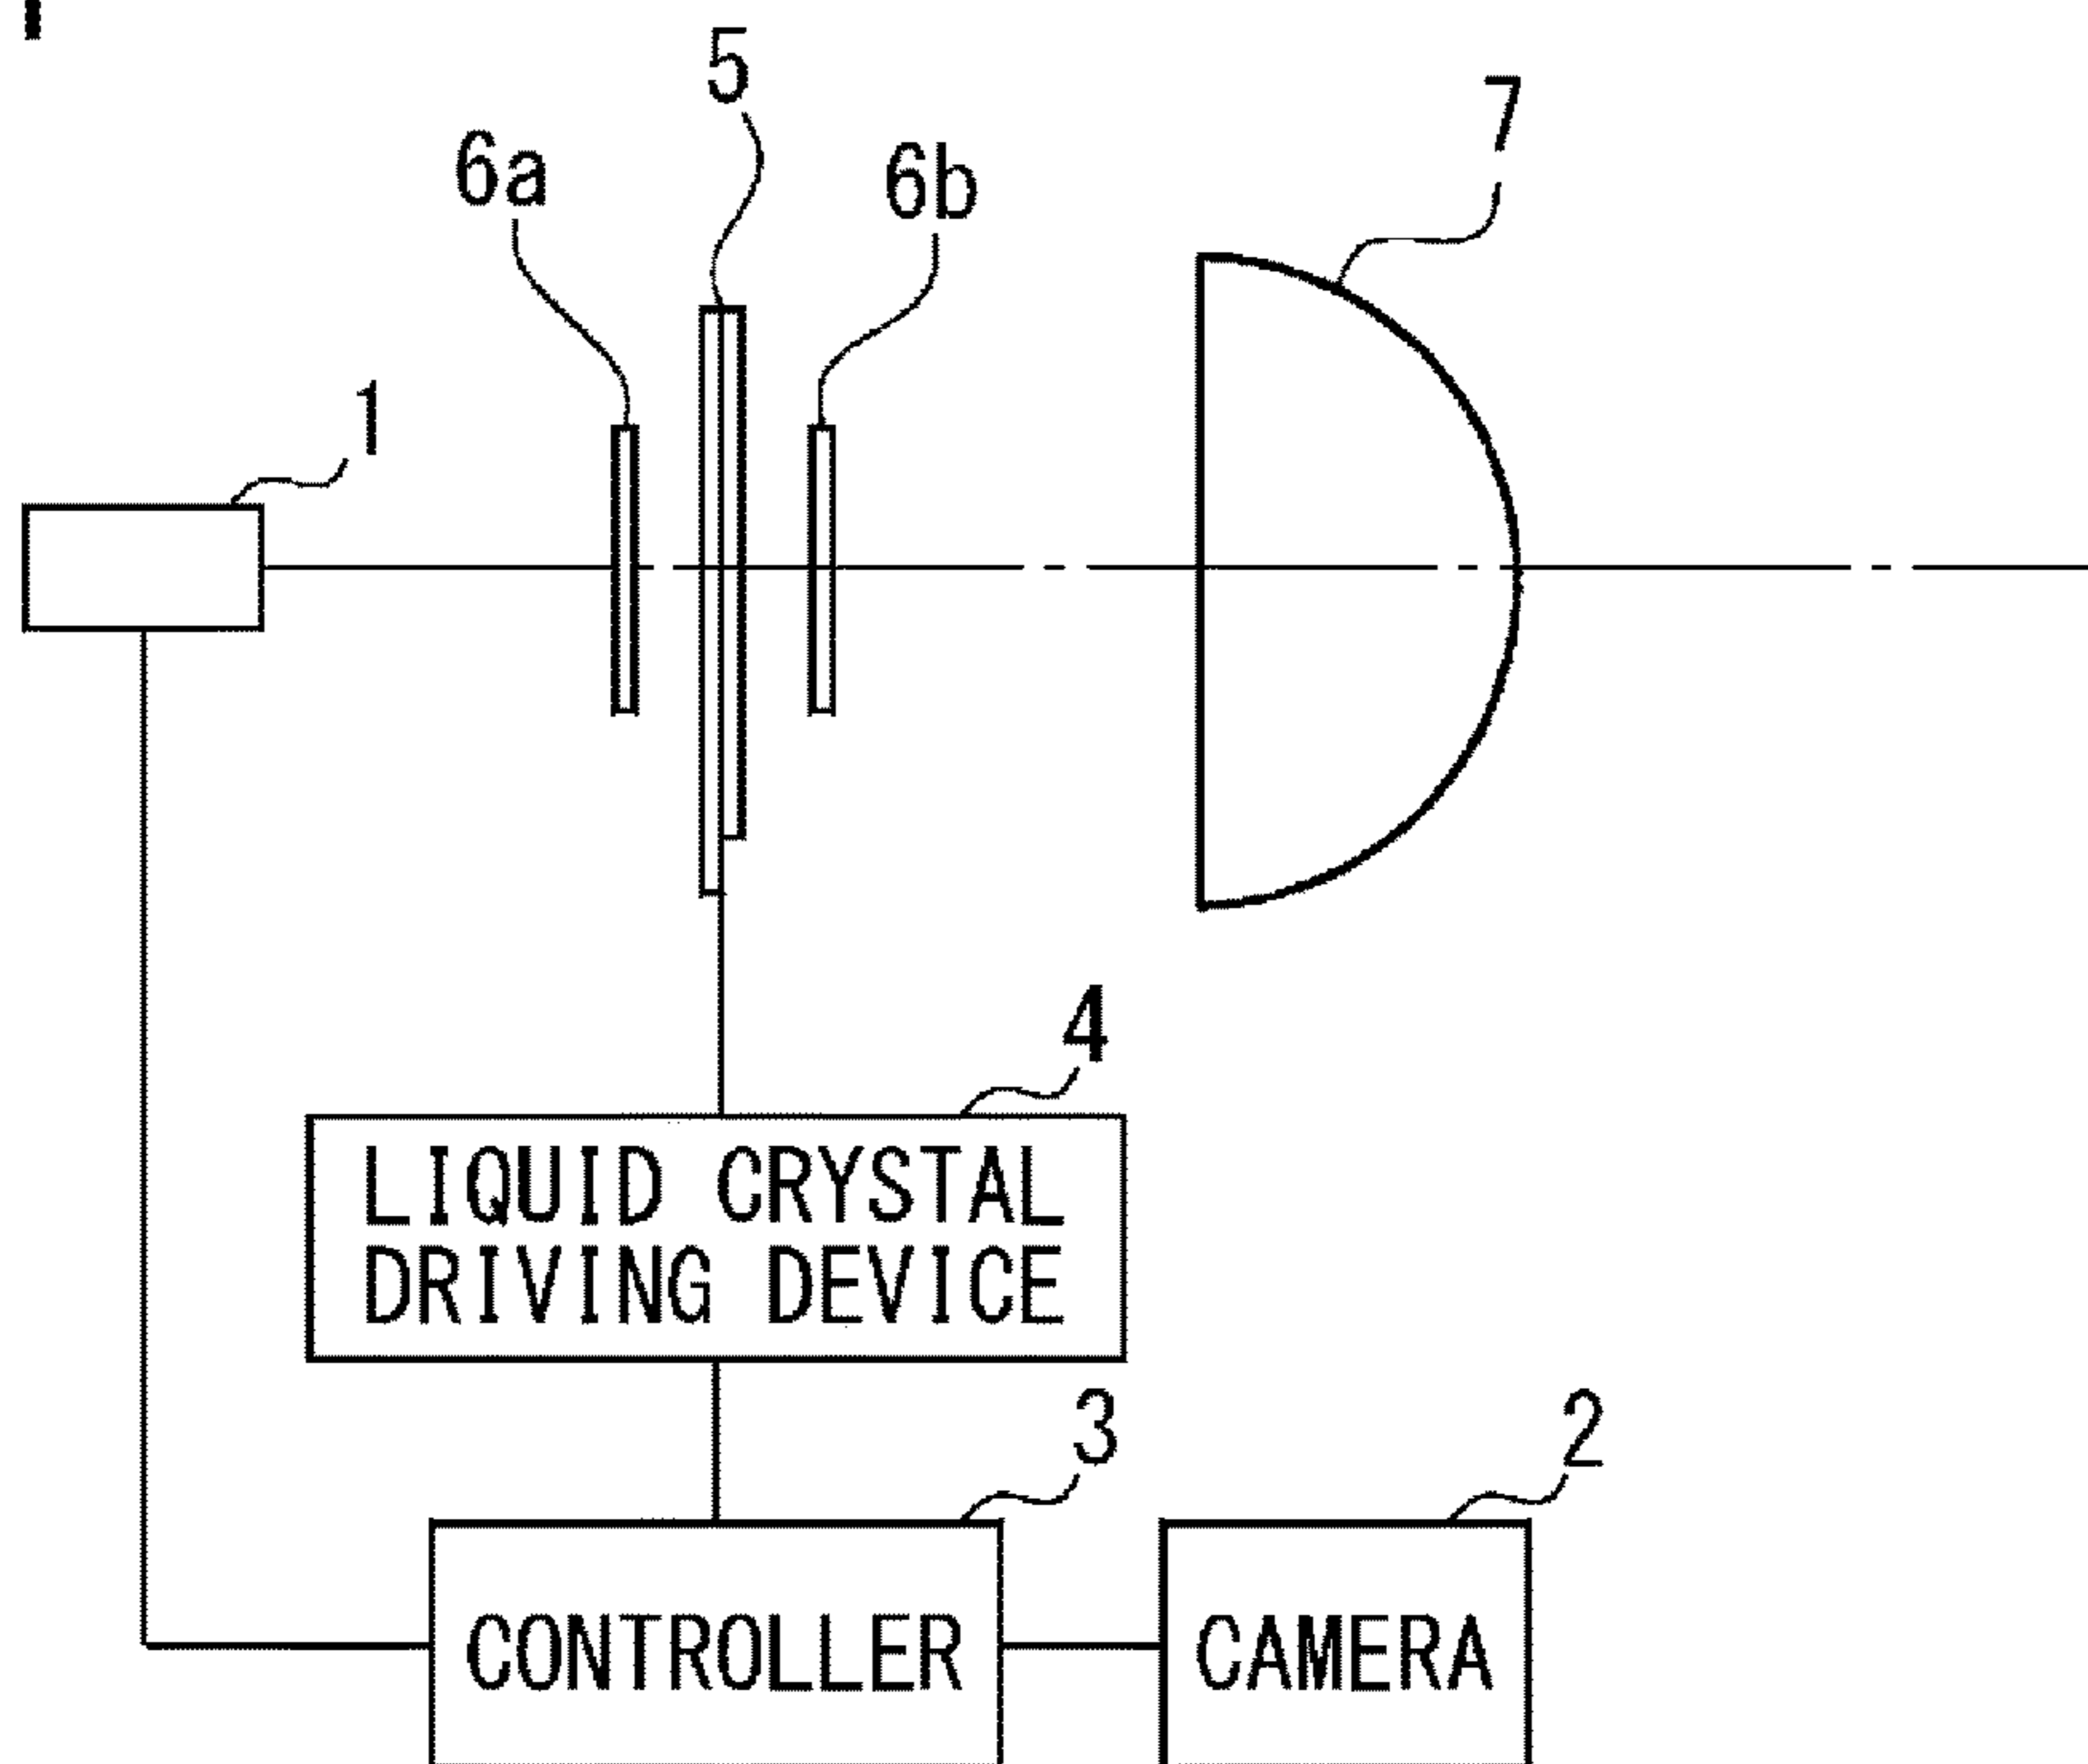 5
7
6a
6b
1
4
LIQUID CRYSTAL
DRIVING DEVICE
3
2
CONTROLLER
CAMERA